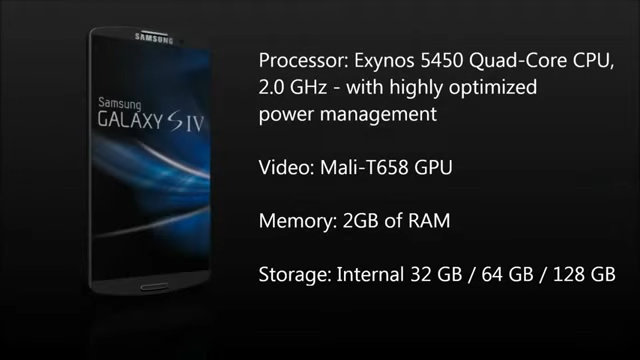 SAMSUNG
Samsung
GALAXY S IV
Processor: Exynos 5450 Quad-Core CPU,
2.0 GHz - with highly optimized
power management
Video: Mali-T658 GPU
Memory: 2GB of RAM
Storage: Internal 32 GB / 64 GB / 128 GB